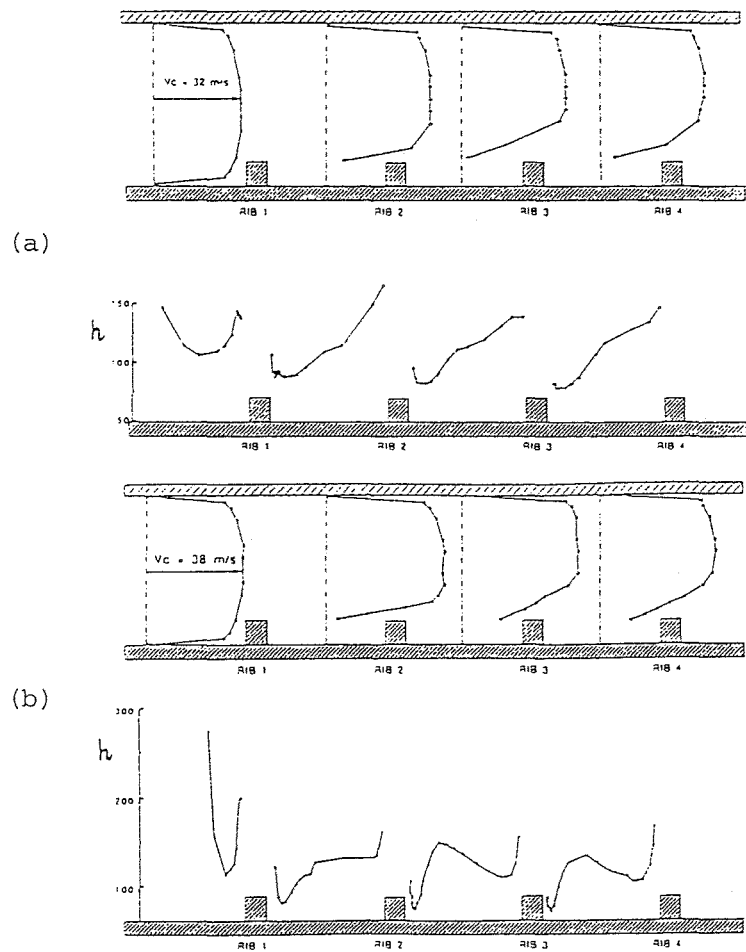 Vc = 32 m/s
RIB 1 RIB 2 RIB 3 RIB 4
(a)
h
150
100
50
RIB 1 RIB 2 RIB 3 RIB 4
Vc = 38 m/s
RIB 1 RIB 2 RIB 3 RIB 4
(b)
h
300
200
100
RIB 1 RIB 2 RIB 3 RIB 4